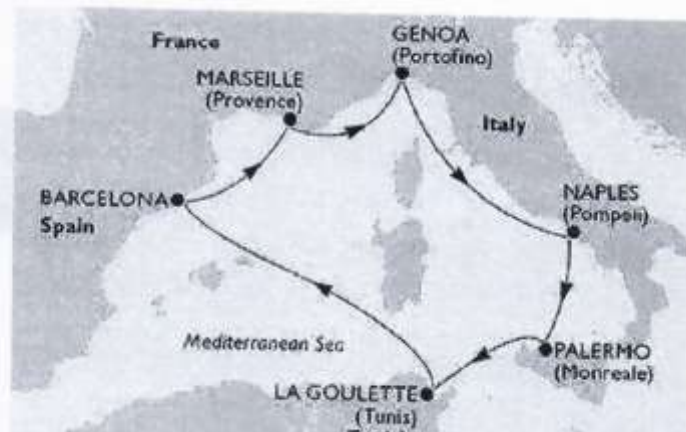 France
GENOA
(Portofino)
MARSEILLE
(Provence)
Italy
BARCELONA
Spain
NAPLES
(Pompeii)
Mediterranean Sea
PALERMO
(Monreale)
LA GOULETTE
(Tunis)